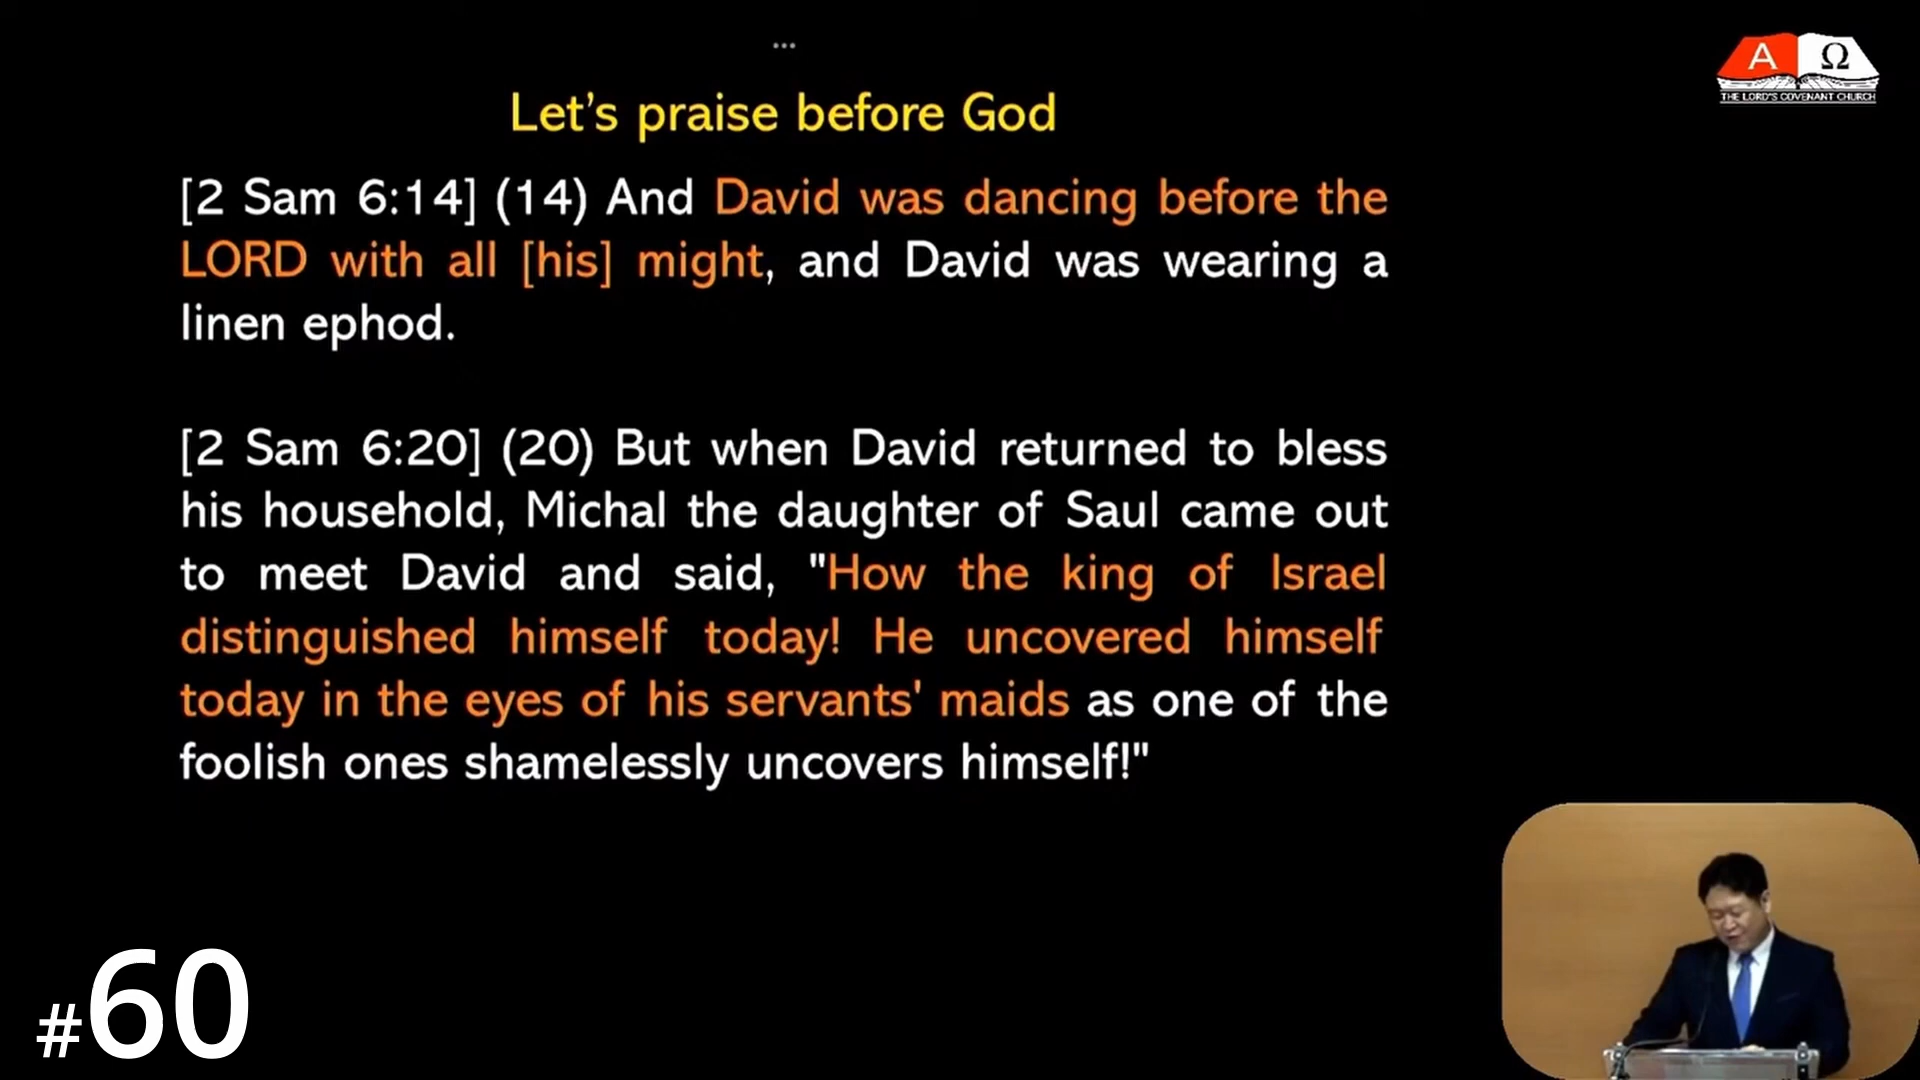 ...
Let’s praise before God
[2 Sam 6:14] (14) And David was dancing before the
LORD with all [his] might, and David was wearing a
linen ephod.
[2 Sam 6:20] (20) But when David returned to bless
his household, Michal the daughter of Saul came out
to meet David and said, "How the king of Israel
distinguished himself today! He uncovered himself
today in the eyes of his servants' maids as one of the
foolish ones shamelessly uncovers himself!"
A Ω
THE LORD'S COVENANT CHURCH
#60